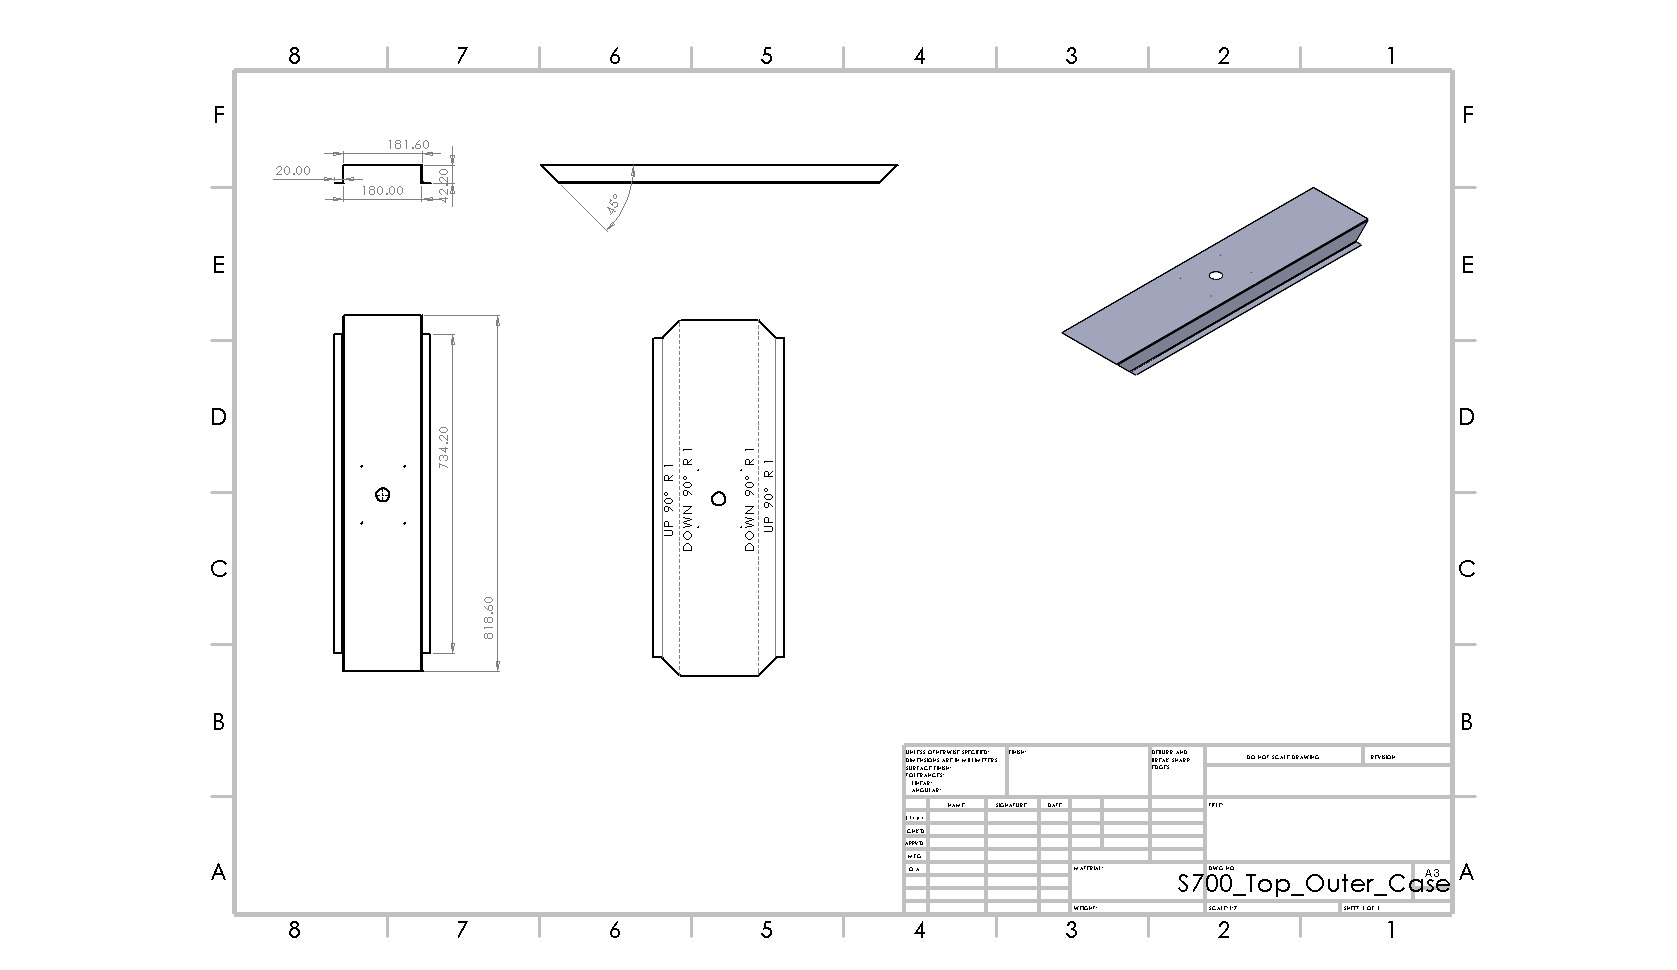 8 7 6 5 4 3 2 1
F F
E E
D D
C C
B B
A A
181.60
20.00
180.00
42.20
45°
734.20
818.60
UP 90° R 1
DOWN 90° R 1
DOWN 90° R 1
UP 90° R 1
UNLESS OTHERWISE SPECIFIED:
DIMENSIONS ARE IN MILLIMETERS
SURFACE FINISH:
TOLERANCES:
LINEAR:
ANGULAR:
FINISH:
DEBURR AND
BREAK SHARP
EDGES
DO NOT SCALE DRAWING
REVISION
NAME SIGNATURE DATE
TITLE:
CHK'D
APPV'D
MFG
Q.A
MATERIAL:
DWG NO.
S700_Top_Outer_Case
A3
WEIGHT:
SCALE:1:7
SHEET 1 OF 1
8 7 6 5 4 3 2 1